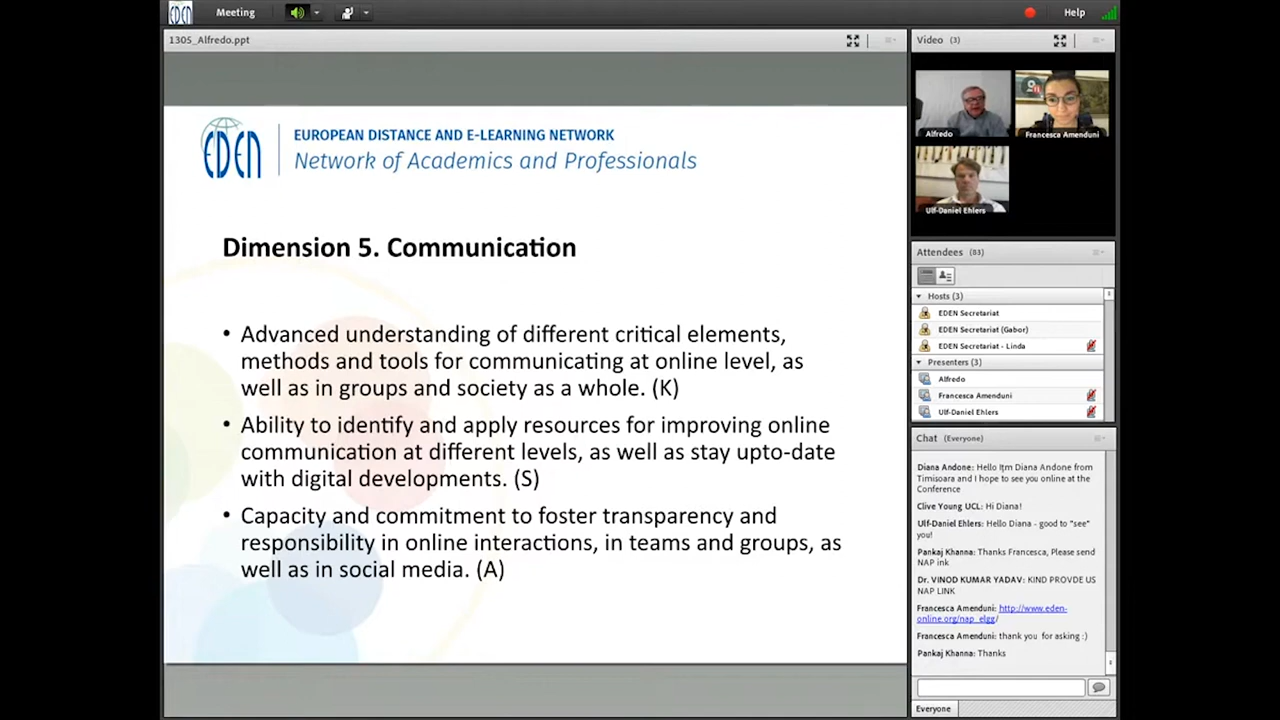 EDEN
Meeting
Help
1305_Alfredo.ppt
EDEN
EUROPEAN DISTANCE AND E-LEARNING NETWORK
Network of Academics and Professionals
Dimension 5. Communication
• Advanced understanding of different critical elements,
methods and tools for communicating at online level, as
well as in groups and society as a whole. (K)
• Ability to identify and apply resources for improving online
communication at different levels, as well as stay upto-date
with digital developments. (S)
• Capacity and commitment to foster transparency and
responsibility in online interactions, in teams and groups, as
well as in social media. (A)
Video (3)
Alfredo
Francesca Amenduni
Ulf-Daniel Ehlers
Attendees (83)
Hosts (3)
EDEN Secretariat
EDEN Secretariat (Gabor)
EDEN Secretariat - Linda
Presenters (3)
Alfredo
Francesca Amenduni
Ulf-Daniel Ehlers
Chat (Everyone)
Diana Andone: Hello I'm Diana Andone from
Timisoara and I hope to see you online at the
Conference
Clive Young UCL: Hi Diana!
Ulf-Daniel Ehlers: Hello Diana - good to "see"
you!
Pankaj Khanna: Thanks Francesca, Please send
NAP ink
Dr. VINOD KUMAR YADAV: KIND PROVDE US
NAP LINK
Francesca Amenduni: http://www.eden-
online.org/nap_elgg/
Francesca Amenduni: thank you for asking :)
Pankaj Khanna: Thanks
Everyone